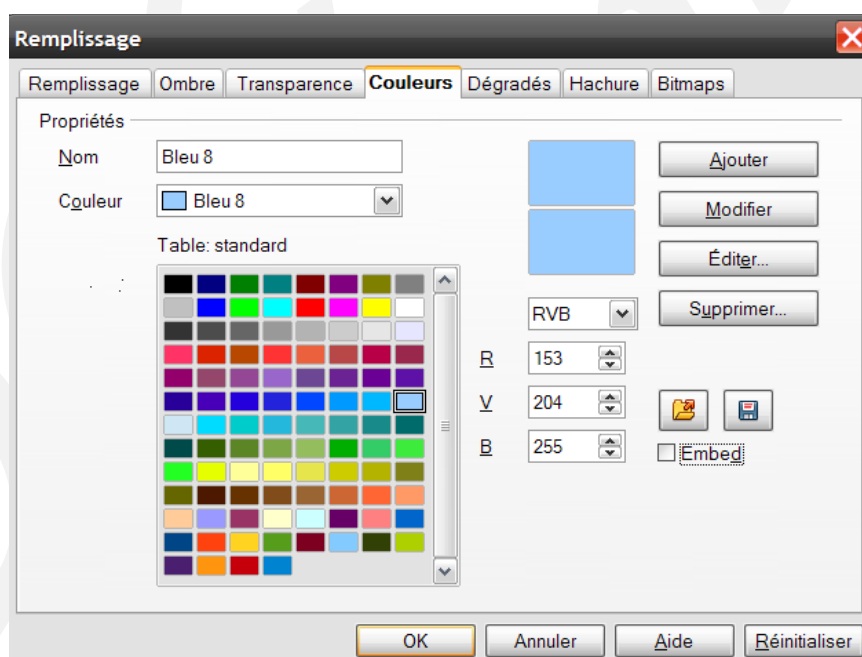 Remplissage
Remplissage Ombre Transparence Couleurs Dégradés Hachure Bitmaps
Propriétés
Nom Bleu 8 Ajouter
Couleur Bleu 8 Modifier
Table: standard Éditer...
RVB Supprimer...
R 153
V 204
B 255 Embed
OK Annuler Aide Réinitialiser